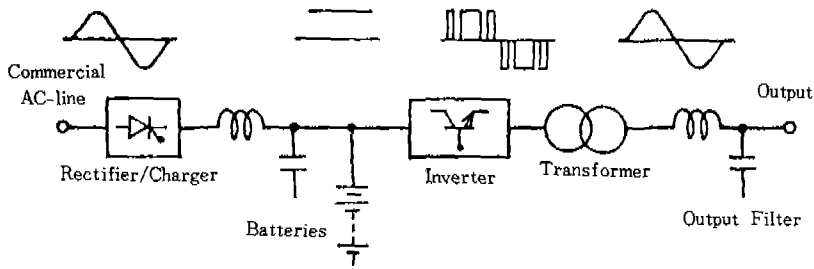 Commercial
AC-line
Rectifier/Charger
Batteries
Inverter
Transformer
Output
Output Filter